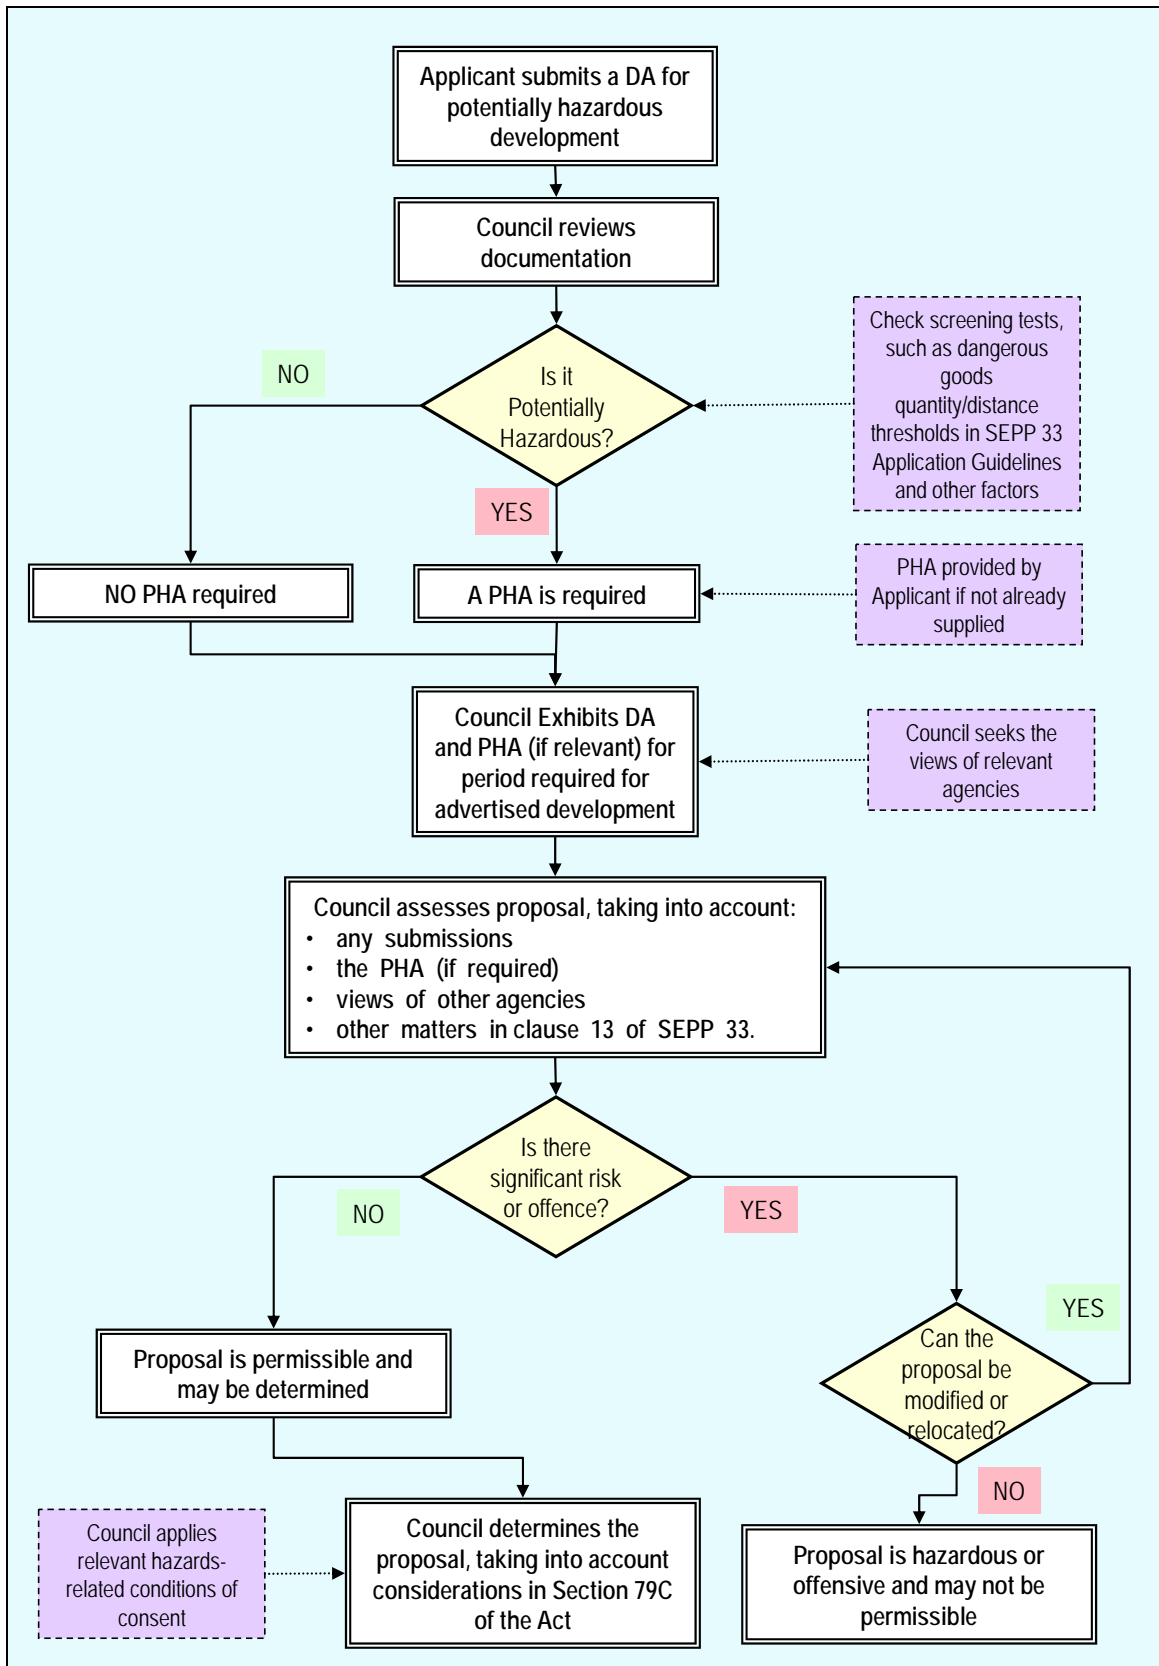 Applicant submits a DA for
potentially hazardous
development
Council reviews
documentation
Check screening tests,
such as dangerous
goods
quantity/distance
thresholds in SEPP 33
Application Guidelines
and other factors
NO
Is it
Potentially
Hazardous?
YES
NO PHA required
A PHA is required
PHA provided by
Applicant if not already
supplied
Council Exhibits DA
and PHA (if relevant) for
period required for
advertised development
Council seeks the
views of relevant
agencies
Council assesses proposal, taking into account:
• any submissions
• the PHA (if required)
• views of other agencies
• other matters in clause 13 of SEPP 33.
Is there
significant risk
or offence?
NO
YES
YES
Proposal is permissible and
may be determined
Can the
proposal be
modified or
relocated?
NO
Council applies
relevant hazards-
related conditions of
consent
Council determines the
proposal, taking into account
considerations in Section 79C
of the Act
Proposal is hazardous or
offensive and may not be
permissible